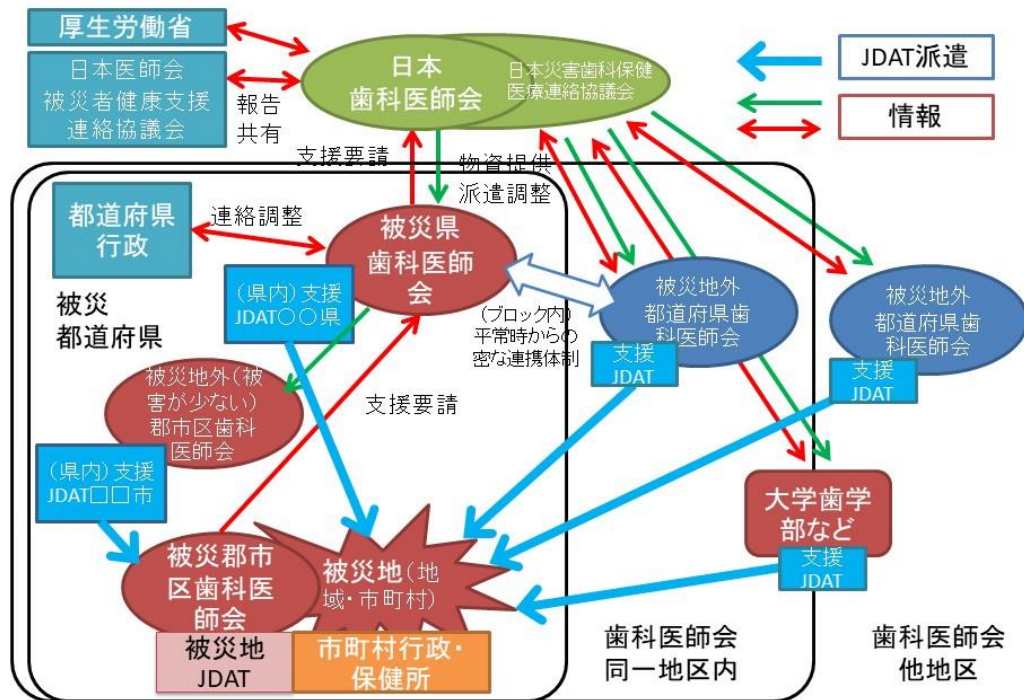 厚生労働省
日本医師会
被災者健康支援
連絡協議会
報告
共有
日本
歯科医師会
日本災害歯科保健
医療連絡協議会
JDAT派遣
情報
支援要請
物資提供
派遣調整
都道府県
行政
連絡調整
被災県
歯科医師
会
被災
都道府県
(県内)支援
JDAT〇〇県
(ブロック内)
平常時からの
密な連携体制
被災地外
都道府県歯
科医師会
支援
JDAT
被災地外
都道府県歯
科医師会
支援
JDAT
被災地外(被
害が少ない)
郡市区歯科
医師会
支援要請
(県内)支援
JDAT□□市
被災郡市
区歯科医
師会
被災地(地
域・市町村)
被災地
JDAT
市町村行政・
保健所
大学歯学
部など
支援
JDAT
歯科医師会
同一地区内
歯科医師会
他地区